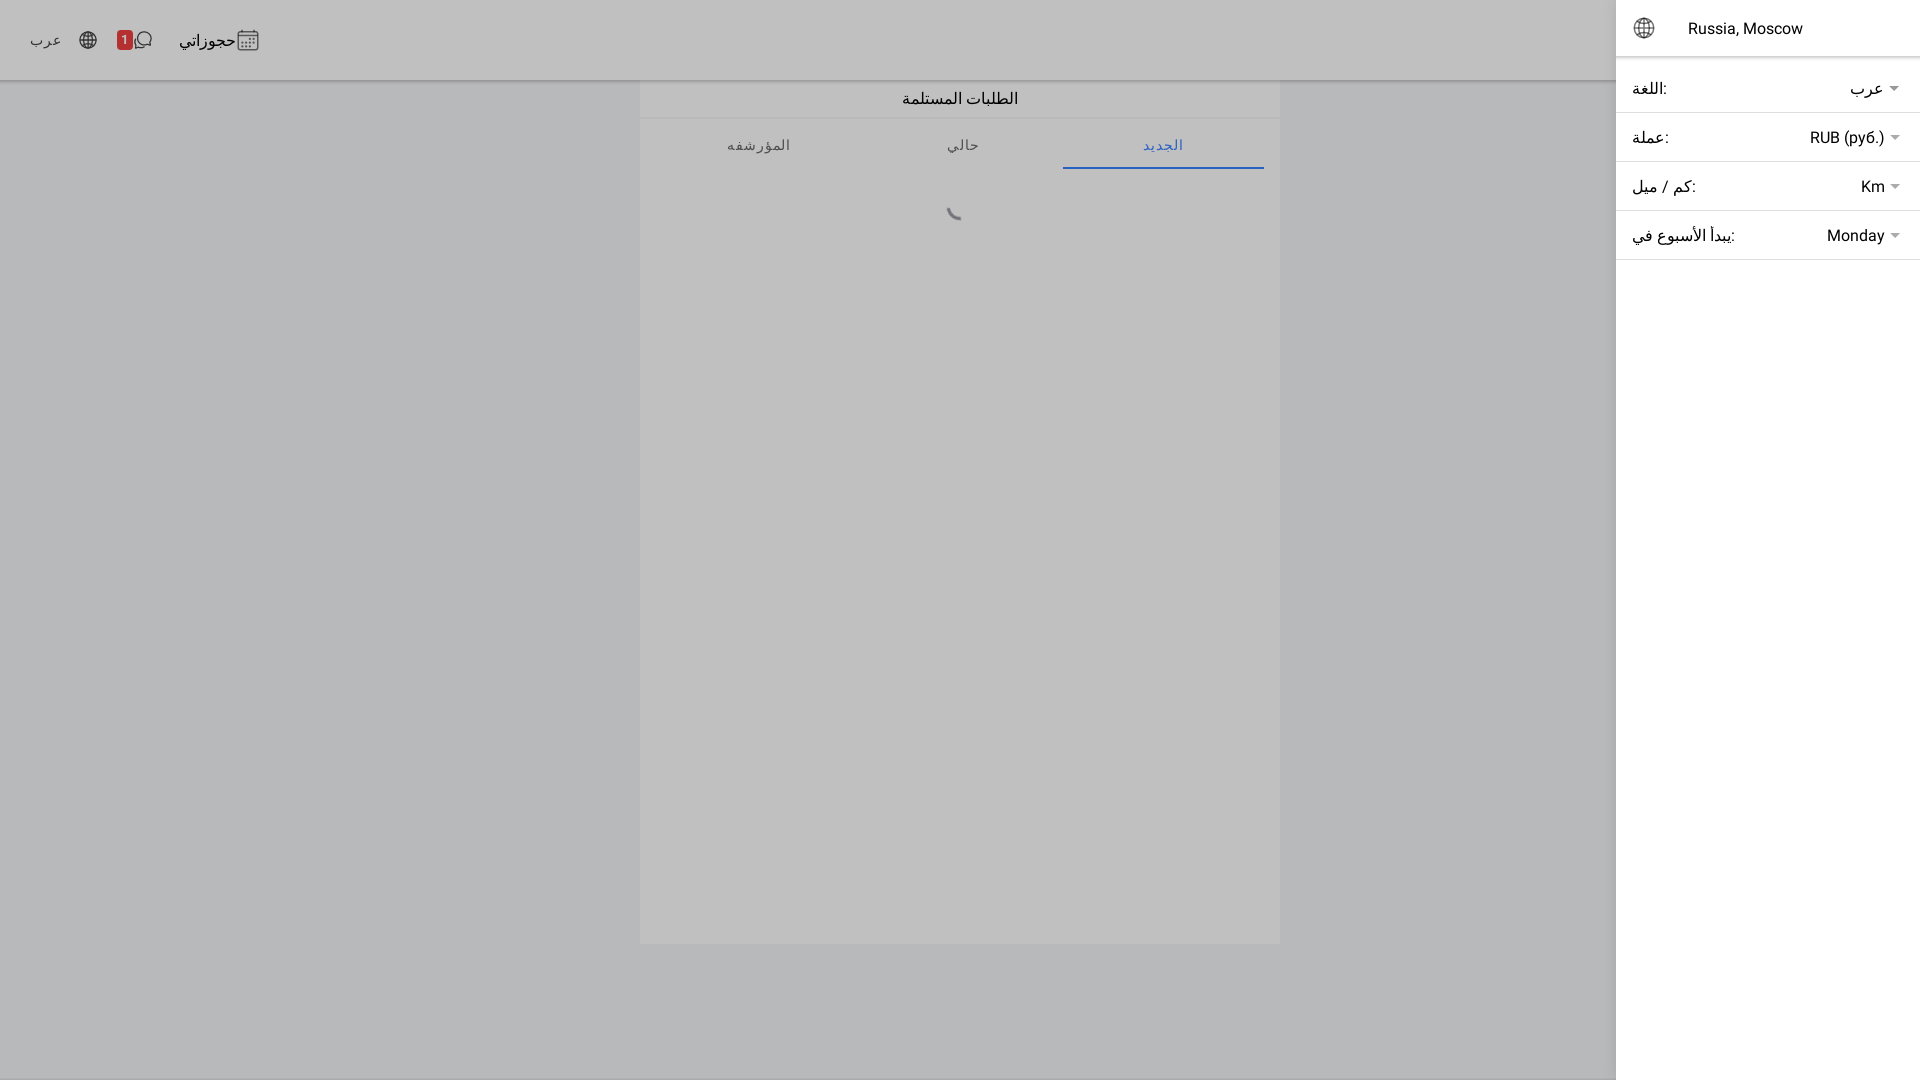 حجوزاتي
1
عرب
الطلبات المستلمة
الجديد
حالي
المؤرشفه
Russia, Moscow
اللغة:
عرب
عملة:
RUB (руб.)
كم / ميل:
Km
يبدأ الأسبوع في:
Monday